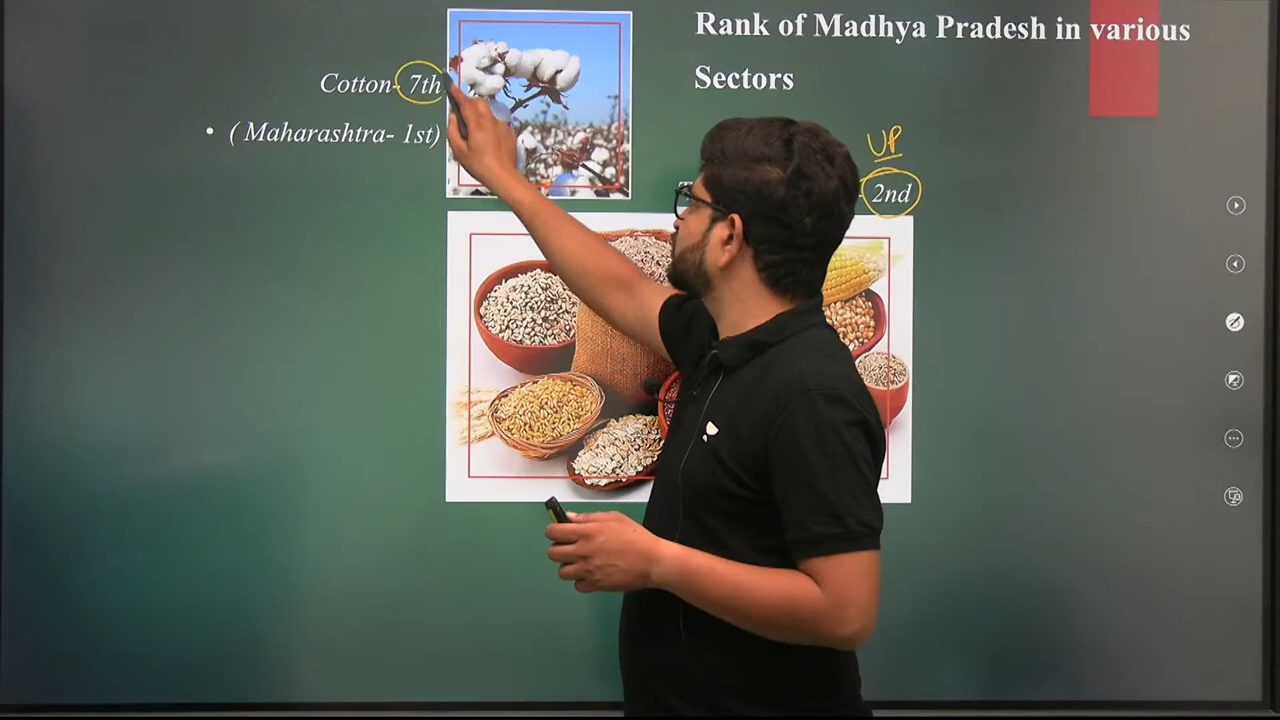 Rank of Madhya Pradesh in various
Sectors
Cotton- 7th
• ( Maharashtra- 1st)
UP
2nd